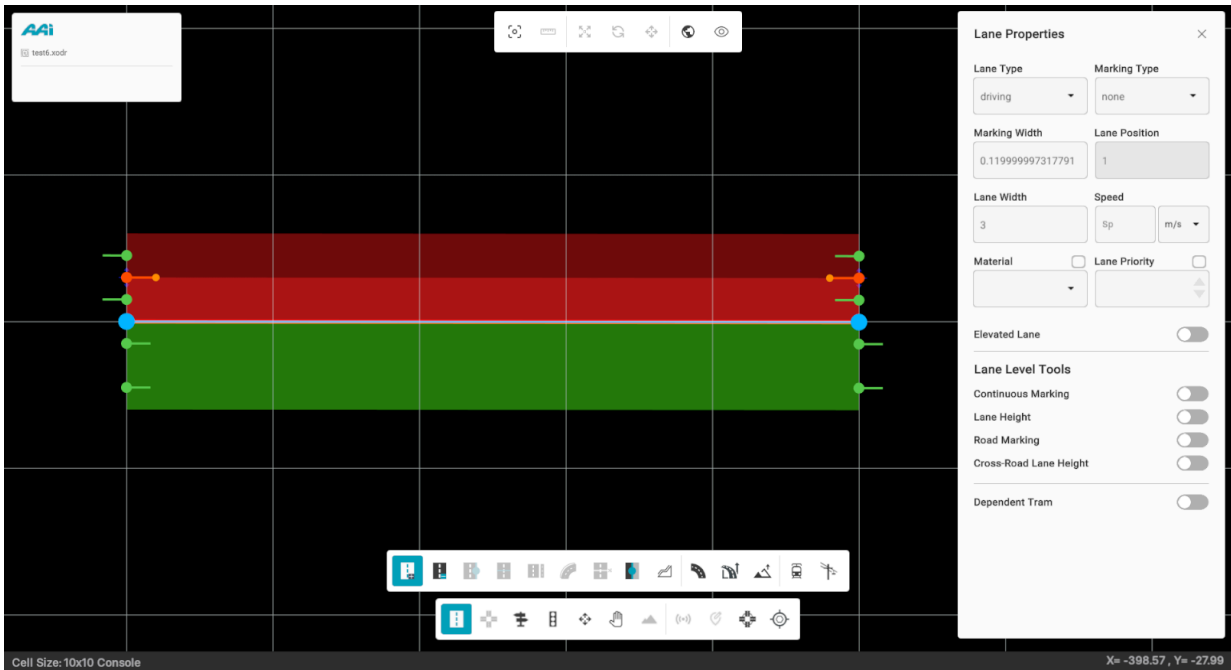 AAi
test6.xodr
Lane Properties
Lane Type Marking Type
driving none
Marking Width Lane Position
0.119999997317791 1
Lane Width Speed
3 Sp m/s
Material Lane Priority
Elevated Lane
Lane Level Tools
Continuous Marking
Lane Height
Road Marking
Cross-Road Lane Height
Dependent Tram
Cell Size: 10x10 Console X= -398.57 , Y= -27.99